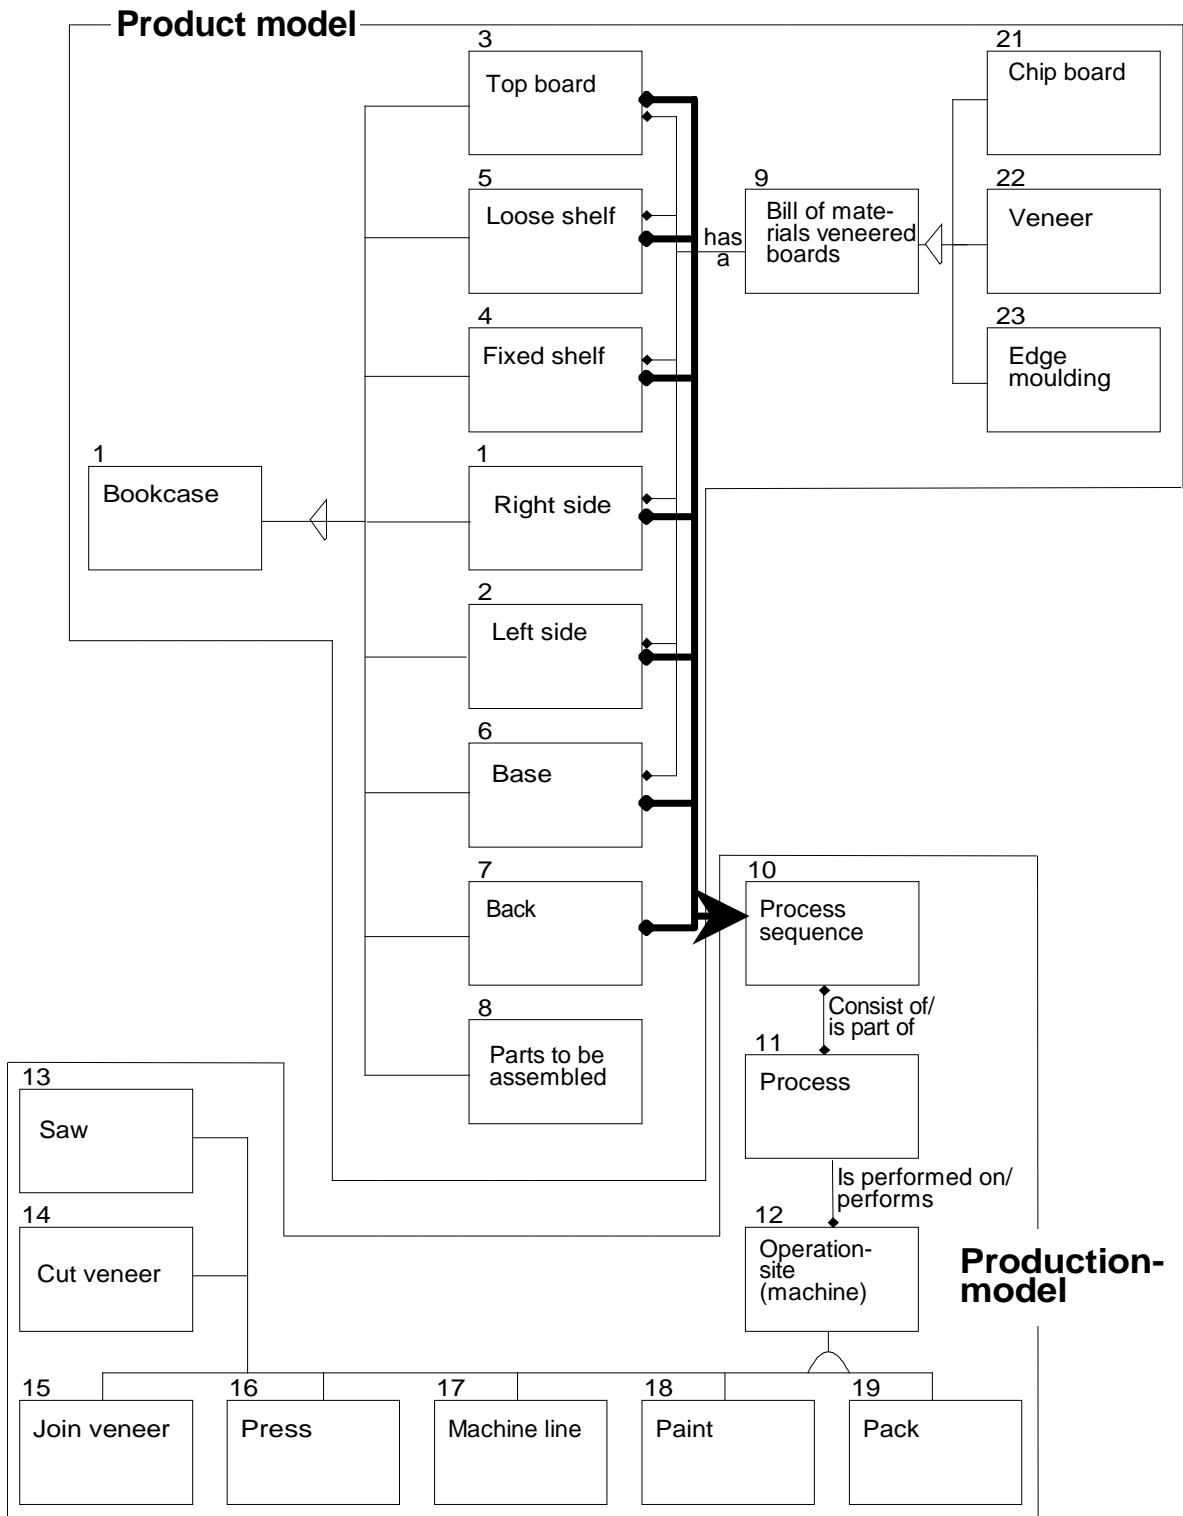 Product model
3
Top board
21
Chip board
5
Loose shelf
9
Bill of mate-
rials veneered
boards
has
a
22
Veneer
4
Fixed shelf
23
Edge
moulding
1
Bookcase
1
Right side
2
Left side
6
Base
7
Back
10
Process
sequence
8
Parts to be
assembled
Consist of/
is part of
11
Process
13
Saw
Is performed on/
performs
14
Cut veneer
12
Operation-
site
(machine)
Production-
model
15
Join veneer
16
Press
17
Machine line
18
Paint
19
Pack